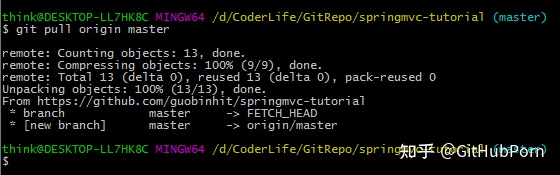 think@DESKTOP-LL7HK8C MINGW64 /d/CoderLife/GitRepo/springmvc-tutorial (master)
$ git pull origin master
remote: Counting objects: 13, done.
remote: Compressing objects: 100% (9/9), done.
remote: Total 13 (delta 0), reused 13 (delta 0), pack-reused 0
Unpacking objects: 100% (13/13), done.
From https://github.com/guobinhit/springmvc-tutorial
 * branch            master     -> FETCH_HEAD
 * [new branch]      master     -> origin/master
think@DESKTOP-LL7HK8C MINGW64 /d/CoderLife/GitRepo/springmvc-tutorial (master)
$
知乎 @GitHubPorn